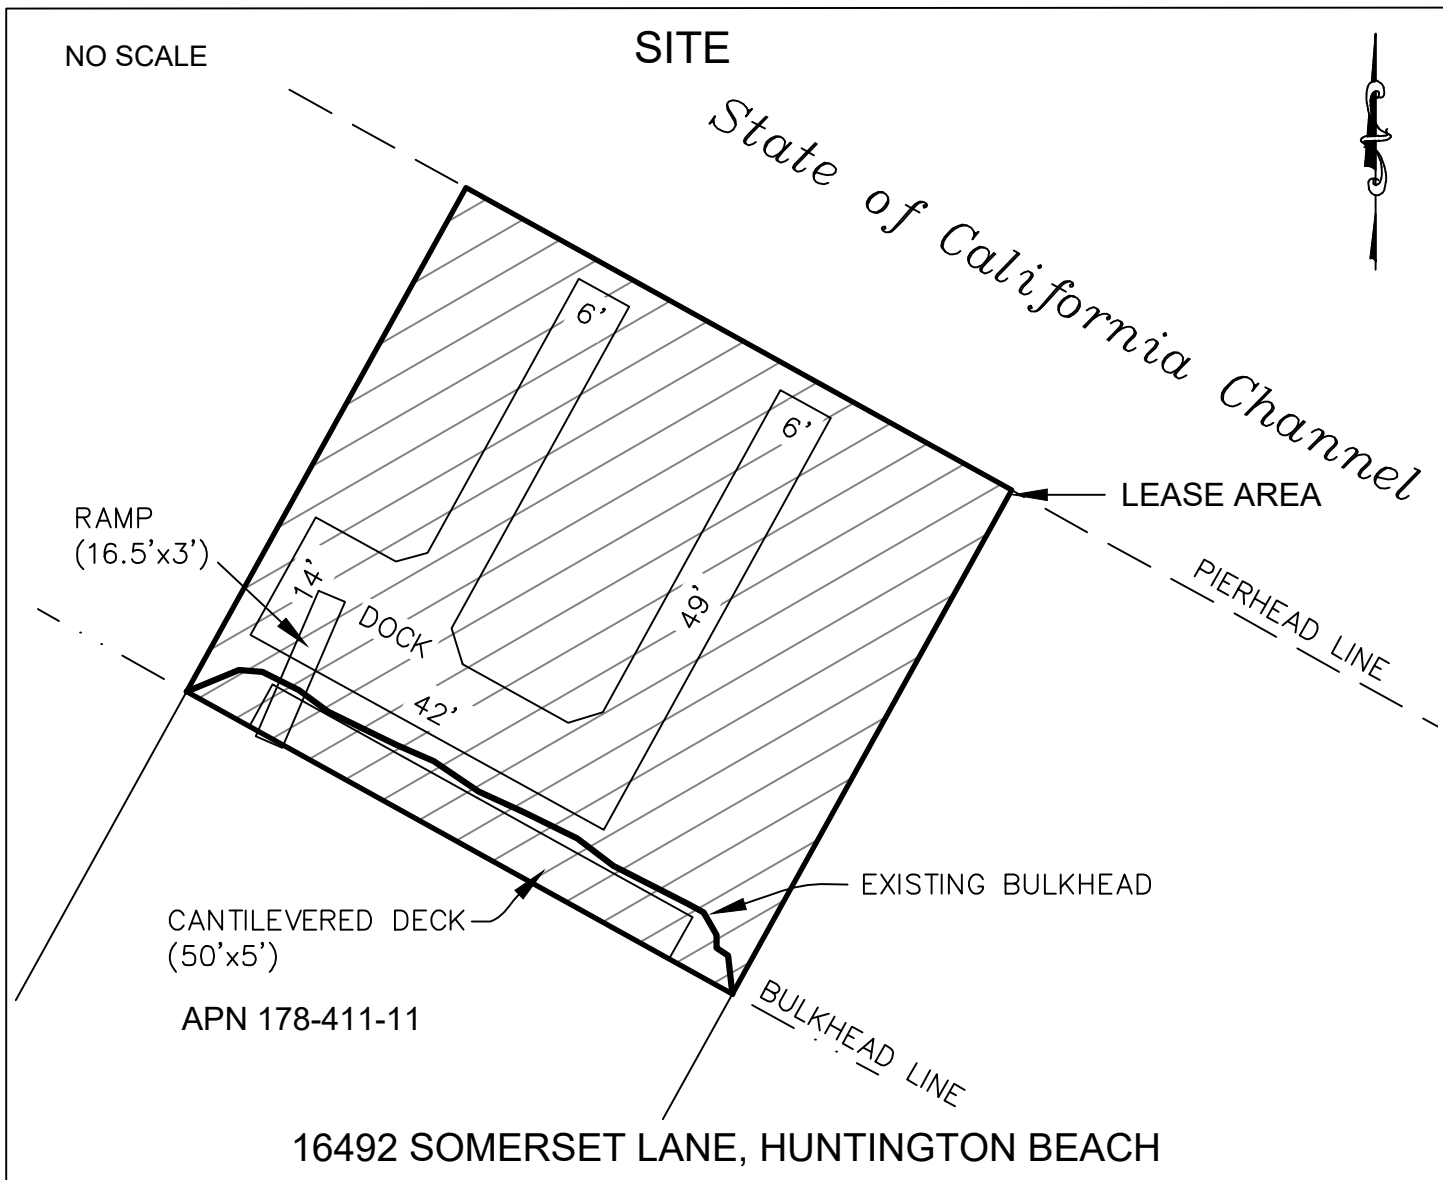 NO SCALE
SITE
State of California Channel
6'
6'
LEASE AREA
RAMP
(16.5'x3')
14'
DOCK
49'
PIERHEAD LINE
42'
EXISTING BULKHEAD
CANTILEVERED DECK
(50'x5')
APN 178-411-11
BULKHEAD LINE
16492 SOMERSET LANE, HUNTINGTON BEACH